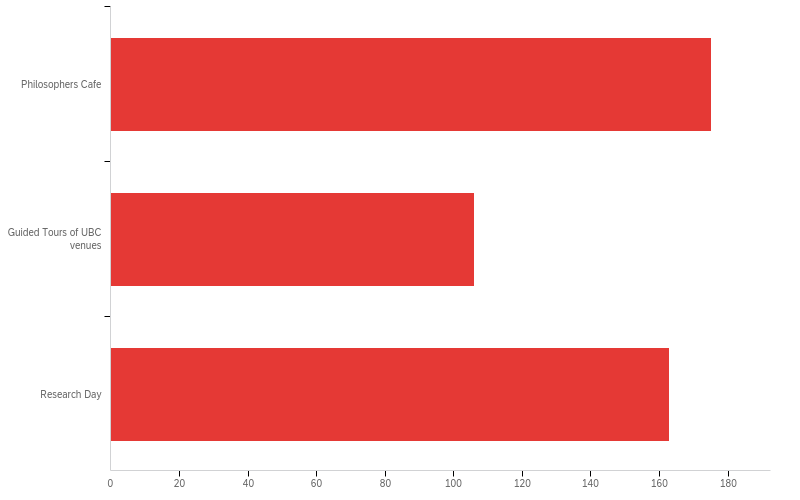 Philosophers Cafe
Guided Tours of UBC
venues
Research Day
0 20 40 60 80 100 120 140 160 180